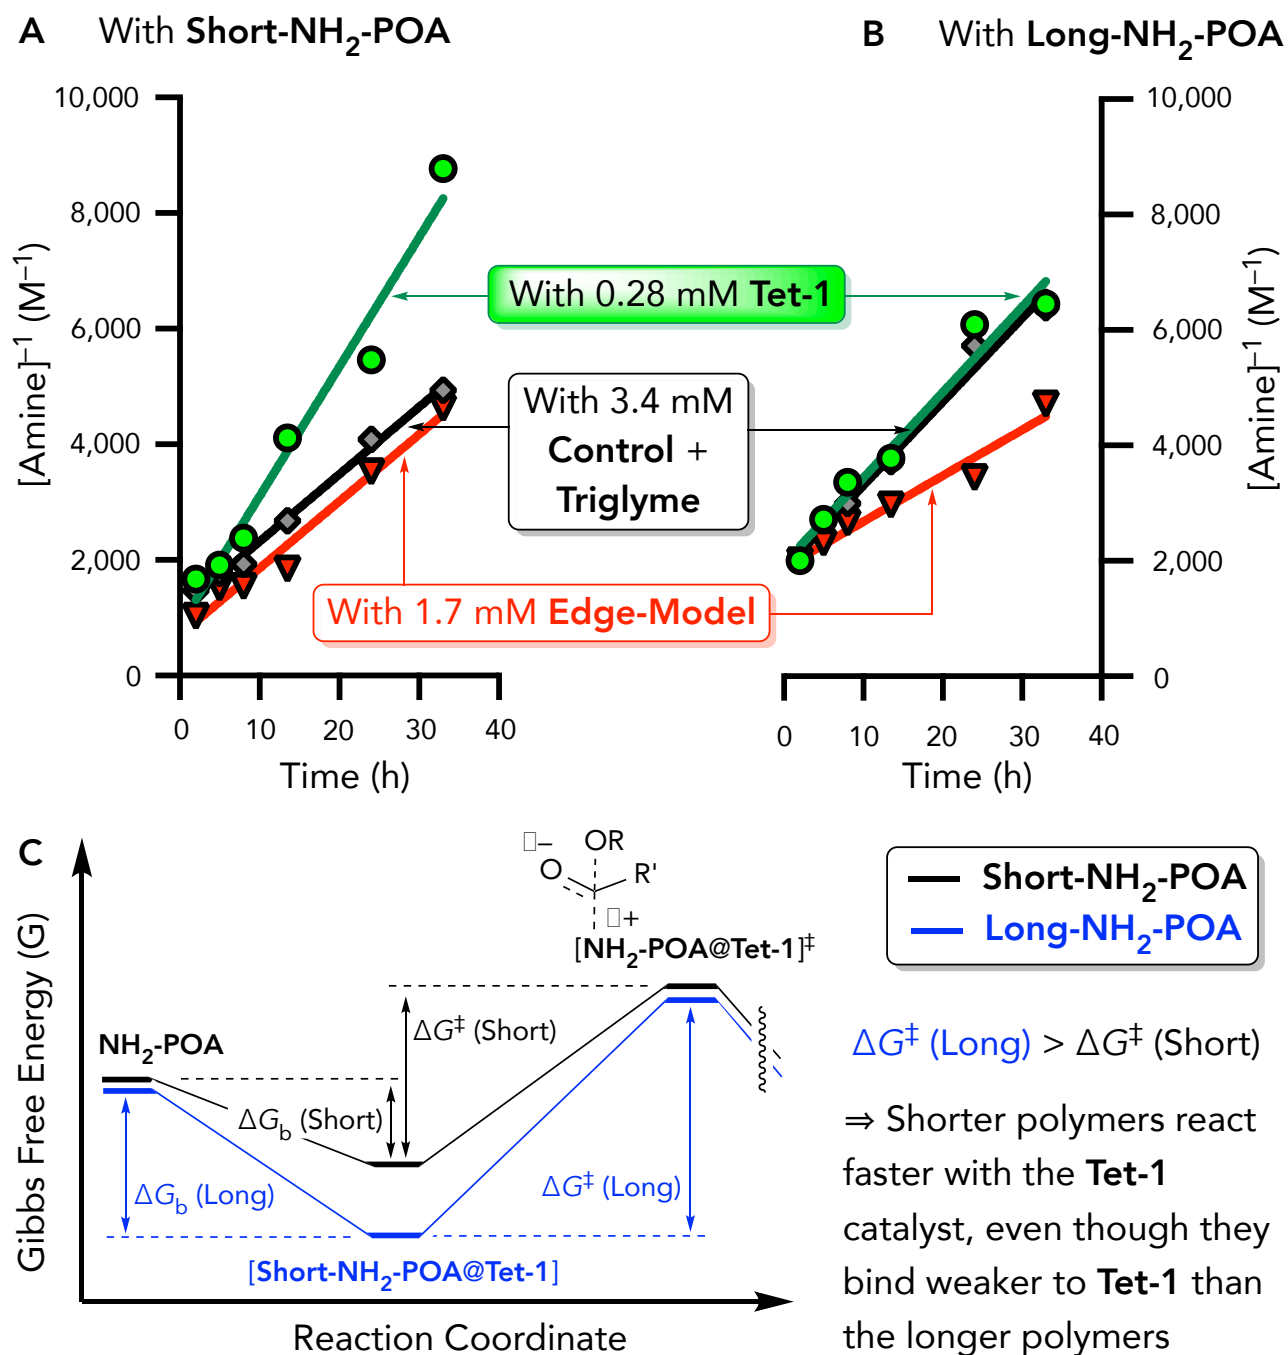 A With Short-NH₂-POA
B With Long-NH₂-POA
10,000
8,000
6,000
4,000
2,000
0
[Amine]⁻¹ (M⁻¹)
0 10 20 30 40
Time (h)
With 0.28 mM Tet-1
With 3.4 mM
Control +
Triglyme
With 1.7 mM Edge-Model
10,000
8,000
6,000
4,000
2,000
0
[Amine]⁻¹ (M⁻¹)
0 10 20 30 40
Time (h)
C
Gibbs Free Energy (G)
□− OR
O R'
□+
[NH₂-POA@Tet-1]‡
NH₂-POA
ΔG‡ (Short)
ΔG_b (Short)
ΔG_b (Long)
ΔG‡ (Long)
[Short-NH₂-POA@Tet-1]
Reaction Coordinate
Short-NH₂-POA
Long-NH₂-POA
ΔG‡ (Long) > ΔG‡ (Short)
⇒ Shorter polymers react
faster with the Tet-1
catalyst, even though they
bind weaker to Tet-1 than
the longer polymers